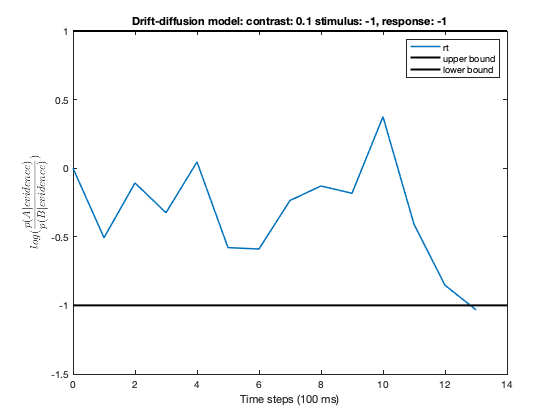 Drift-diffusion model: contrast: 0.1 stimulus: -1, response: -1
1
0.5
0
-0.5
-1
-1.5
log(p(A|evidence)/p(B|evidence))
rt
upper bound
lower bound
0 2 4 6 8 10 12 14
Time steps (100 ms)